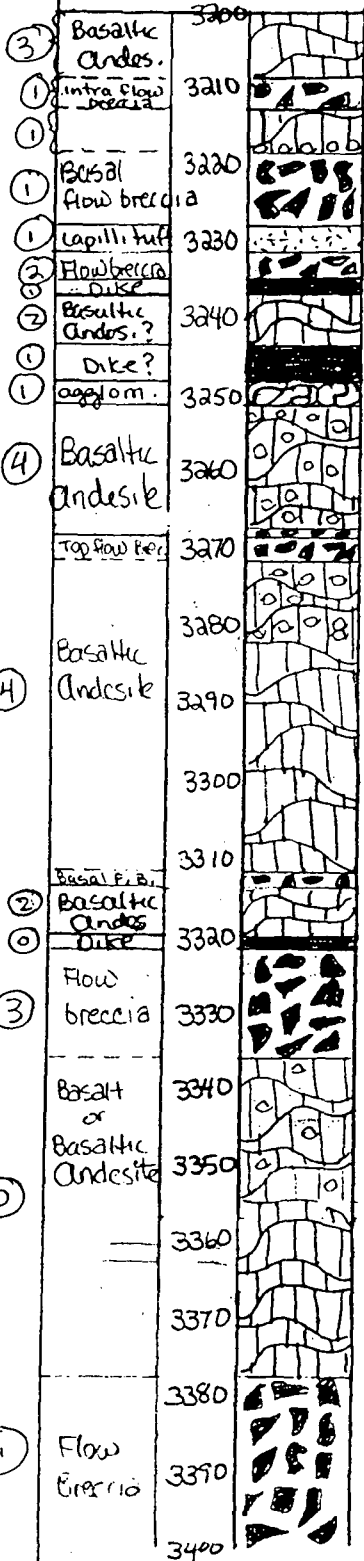 3200
③ Basaltic
Andes.
① intra flow 3210
breccia
①
3220
① Basal
flow breccia
① Lapilli tuff 3230
② Flow breccia
Dike
② Basaltic 3240
Andes.?
① Dike?
① agglom. 3250
④ Basaltic 3260
andesite
Top flow Brec. 3270
3280
Basaltic
Andesite 3290
3300
3310
Basal F.B.
② Basaltic
Andes 3320
0 Dike
③ Flow
breccia 3330
Basalt 3340
or
Basaltic 3350
Andesite
3360
3370
3380
Flow 3390
Breccia
3400